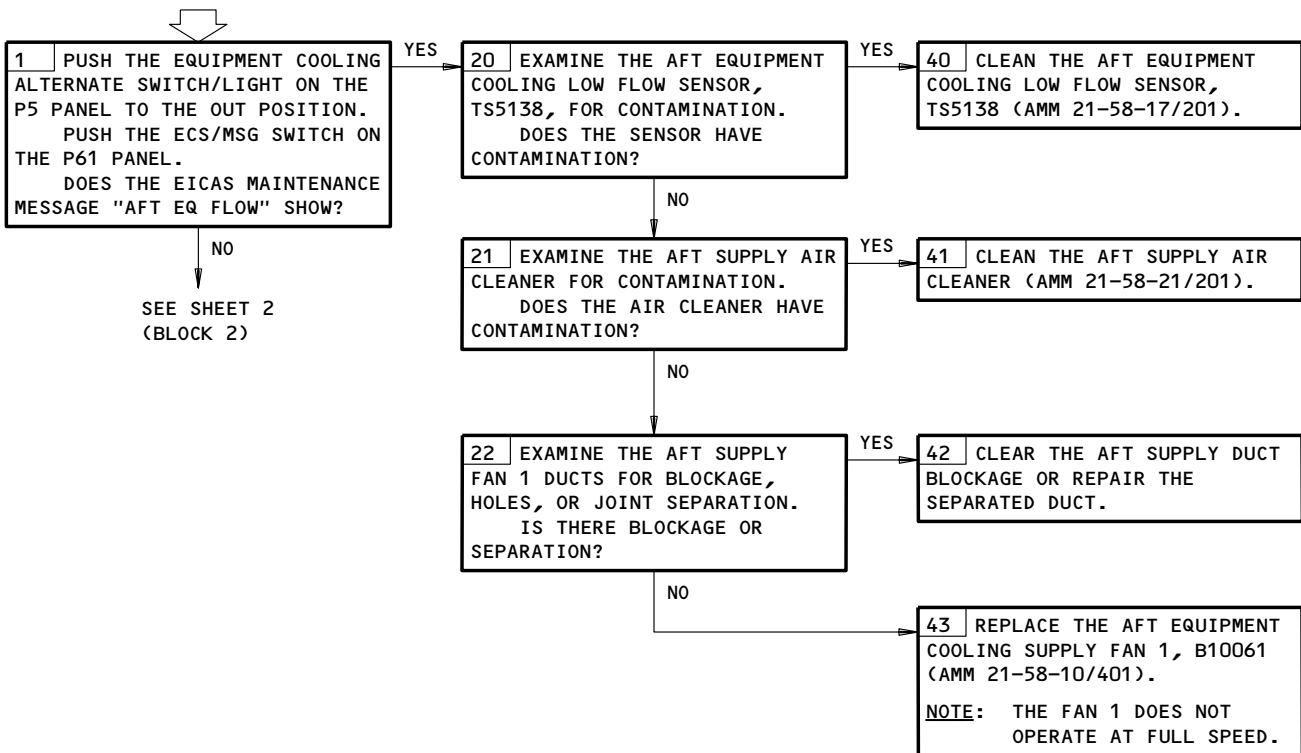 1 PUSH THE EQUIPMENT COOLING
ALTERNATE SWITCH/LIGHT ON THE
P5 PANEL TO THE OUT POSITION.
PUSH THE ECS/MSG SWITCH ON
THE P61 PANEL.
DOES THE EICAS MAINTENANCE
MESSAGE "AFT EQ FLOW" SHOW?
YES
NO
SEE SHEET 2
(BLOCK 2)
20 EXAMINE THE AFT EQUIPMENT
COOLING LOW FLOW SENSOR,
TS5138, FOR CONTAMINATION.
DOES THE SENSOR HAVE
CONTAMINATION?
YES
NO
40 CLEAN THE AFT EQUIPMENT
COOLING LOW FLOW SENSOR,
TS5138 (AMM 21-58-17/201).
21 EXAMINE THE AFT SUPPLY AIR
CLEANER FOR CONTAMINATION.
DOES THE AIR CLEANER HAVE
CONTAMINATION?
YES
NO
41 CLEAN THE AFT SUPPLY AIR
CLEANER (AMM 21-58-21/201).
22 EXAMINE THE AFT SUPPLY
FAN 1 DUCTS FOR BLOCKAGE,
HOLES, OR JOINT SEPARATION.
IS THERE BLOCKAGE OR
SEPARATION?
YES
NO
42 CLEAR THE AFT SUPPLY DUCT
BLOCKAGE OR REPAIR THE
SEPARATED DUCT.
43 REPLACE THE AFT EQUIPMENT
COOLING SUPPLY FAN 1, B10061
(AMM 21-58-10/401).
NOTE: THE FAN 1 DOES NOT
OPERATE AT FULL SPEED.